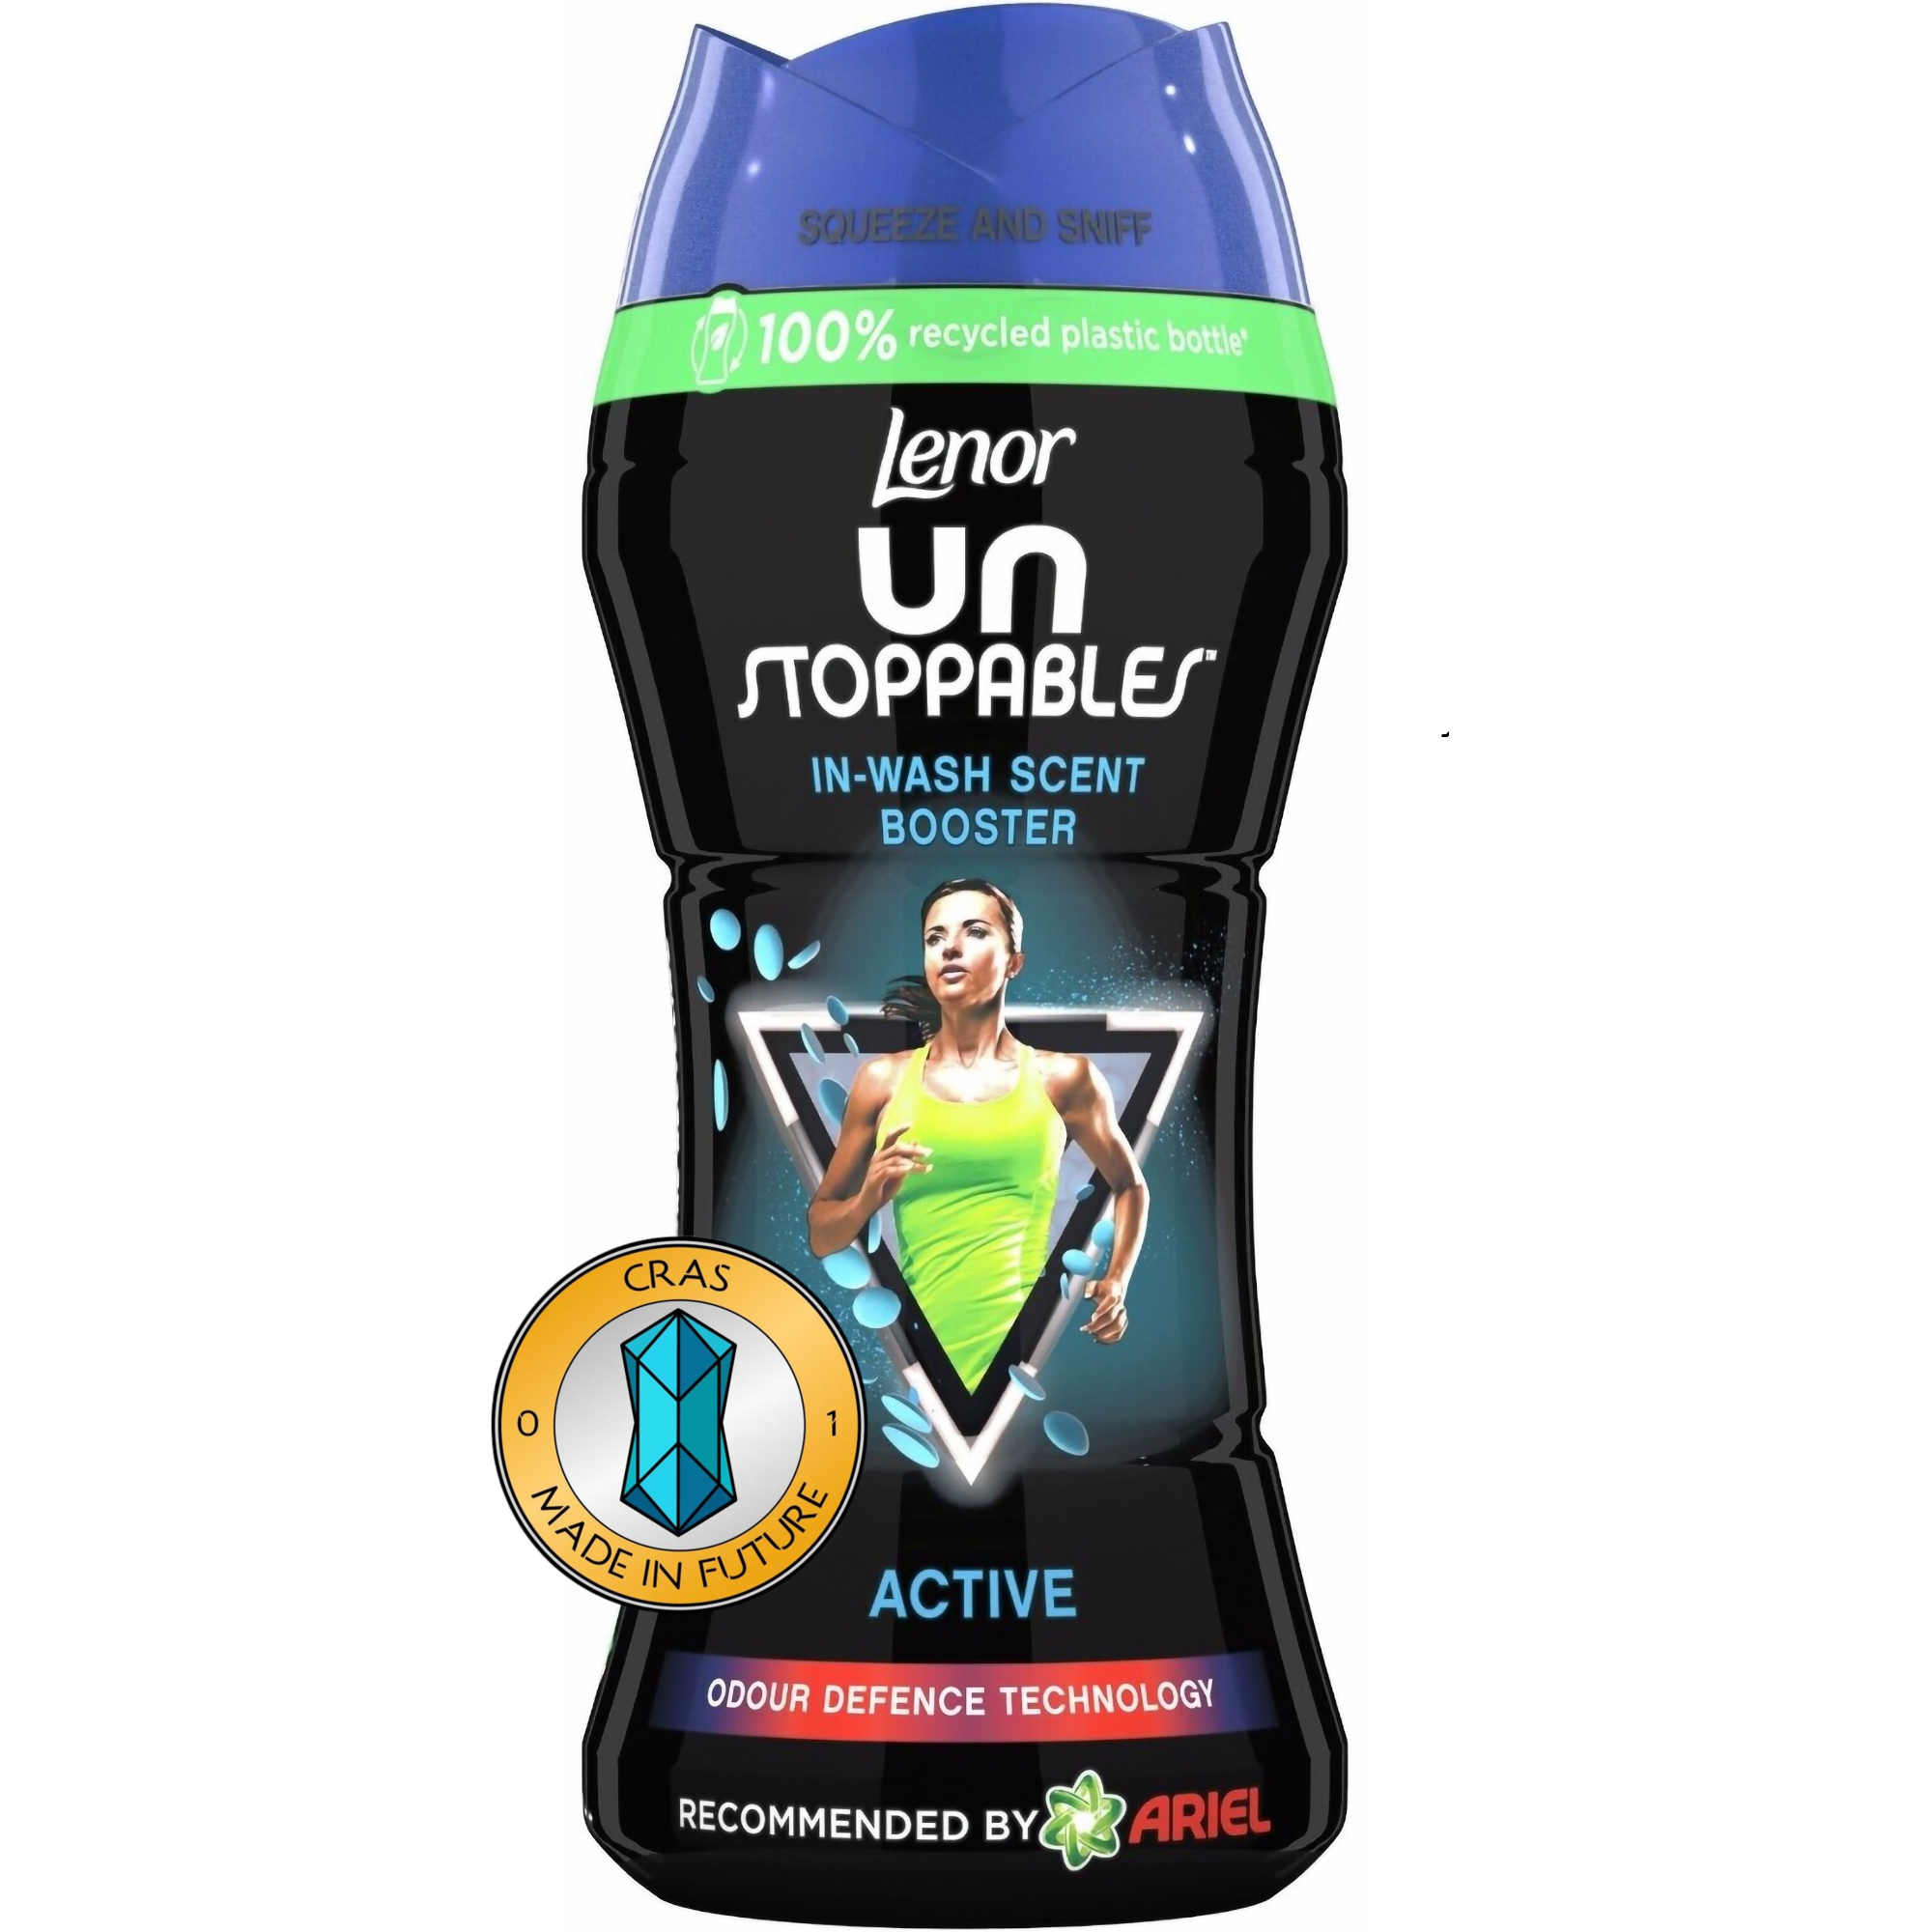 SQUEEZE AND SNIFF
100% recycled plastic bottle*
Lenor
UN
STOPPABLES™
IN-WASH SCENT
BOOSTER
CRAS
0 1
MADE IN FUTURE
ACTIVE
ODOUR DEFENCE TECHNOLOGY
RECOMMENDED BY ARIEL